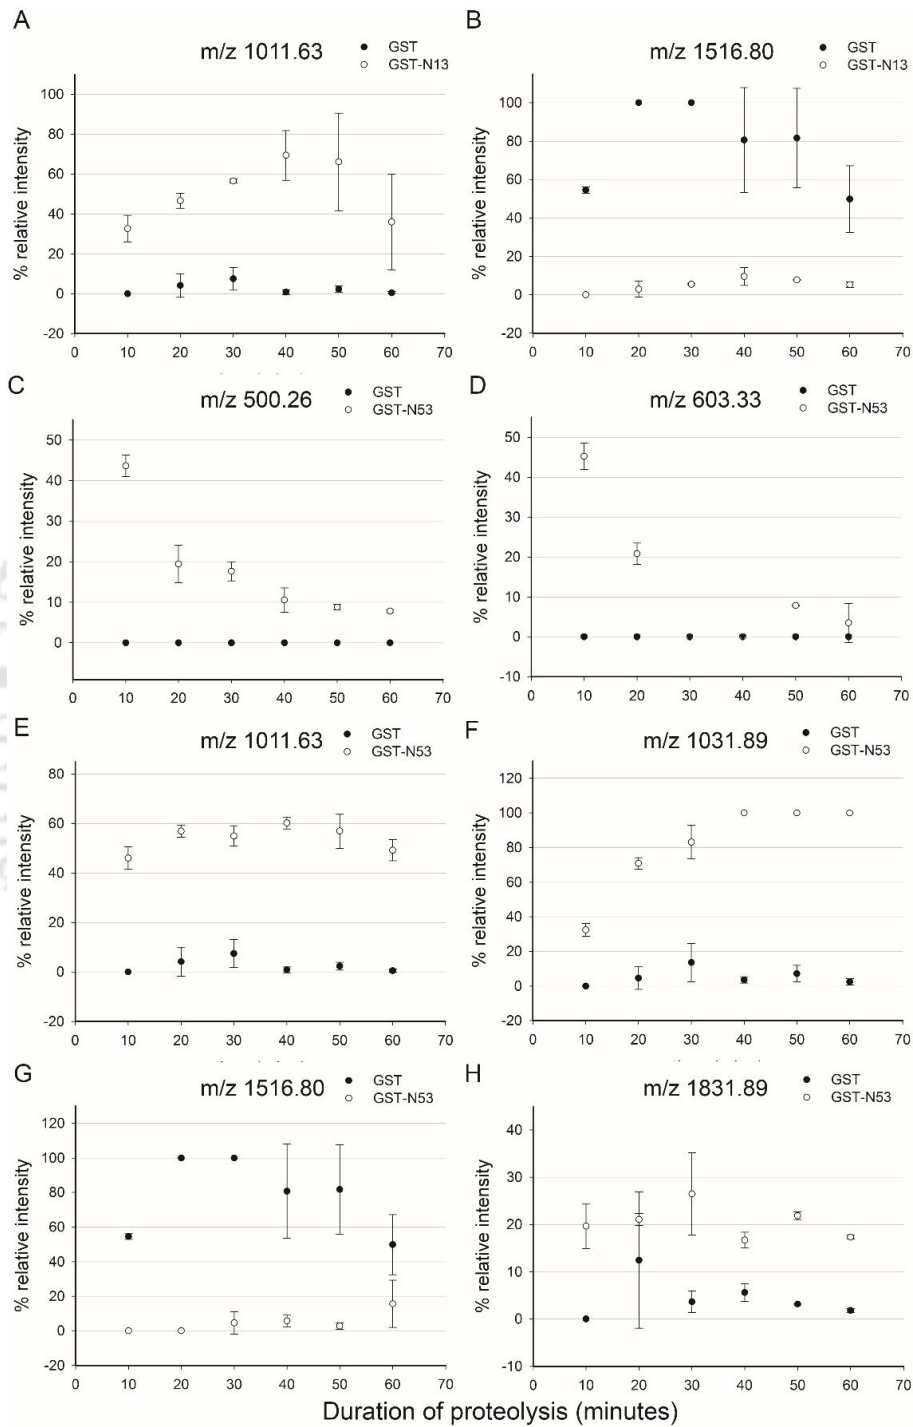 A
m/z 1011.63
GST
GST-N13
% relative intensity
100
80
60
40
20
0
-20
0 10 20 30 40 50 60 70
B
m/z 1516.80
GST
GST-N13
% relative intensity
100
80
60
40
20
0
-20
0 10 20 30 40 50 60 70
C
m/z 500.26
GST
GST-N53
% relative intensity
50
40
30
20
10
0
0 10 20 30 40 50 60 70
D
m/z 603.33
GST
GST-N53
% relative intensity
50
40
30
20
10
0
-10
0 10 20 30 40 50 60 70
E
m/z 1011.63
GST
GST-N53
% relative intensity
80
60
40
20
0
-20
0 10 20 30 40 50 60 70
F
m/z 1031.89
GST
GST-N53
% relative intensity
120
100
80
60
40
20
0
-20
0 10 20 30 40 50 60 70
G
m/z 1516.80
GST
GST-N53
% relative intensity
120
100
80
60
40
20
0
-20
0 10 20 30 40 50 60 70
H
m/z 1831.89
GST
GST-N53
% relative intensity
40
30
20
10
0
-10
0 10 20 30 40 50 60 70
Duration of proteolysis (minutes)